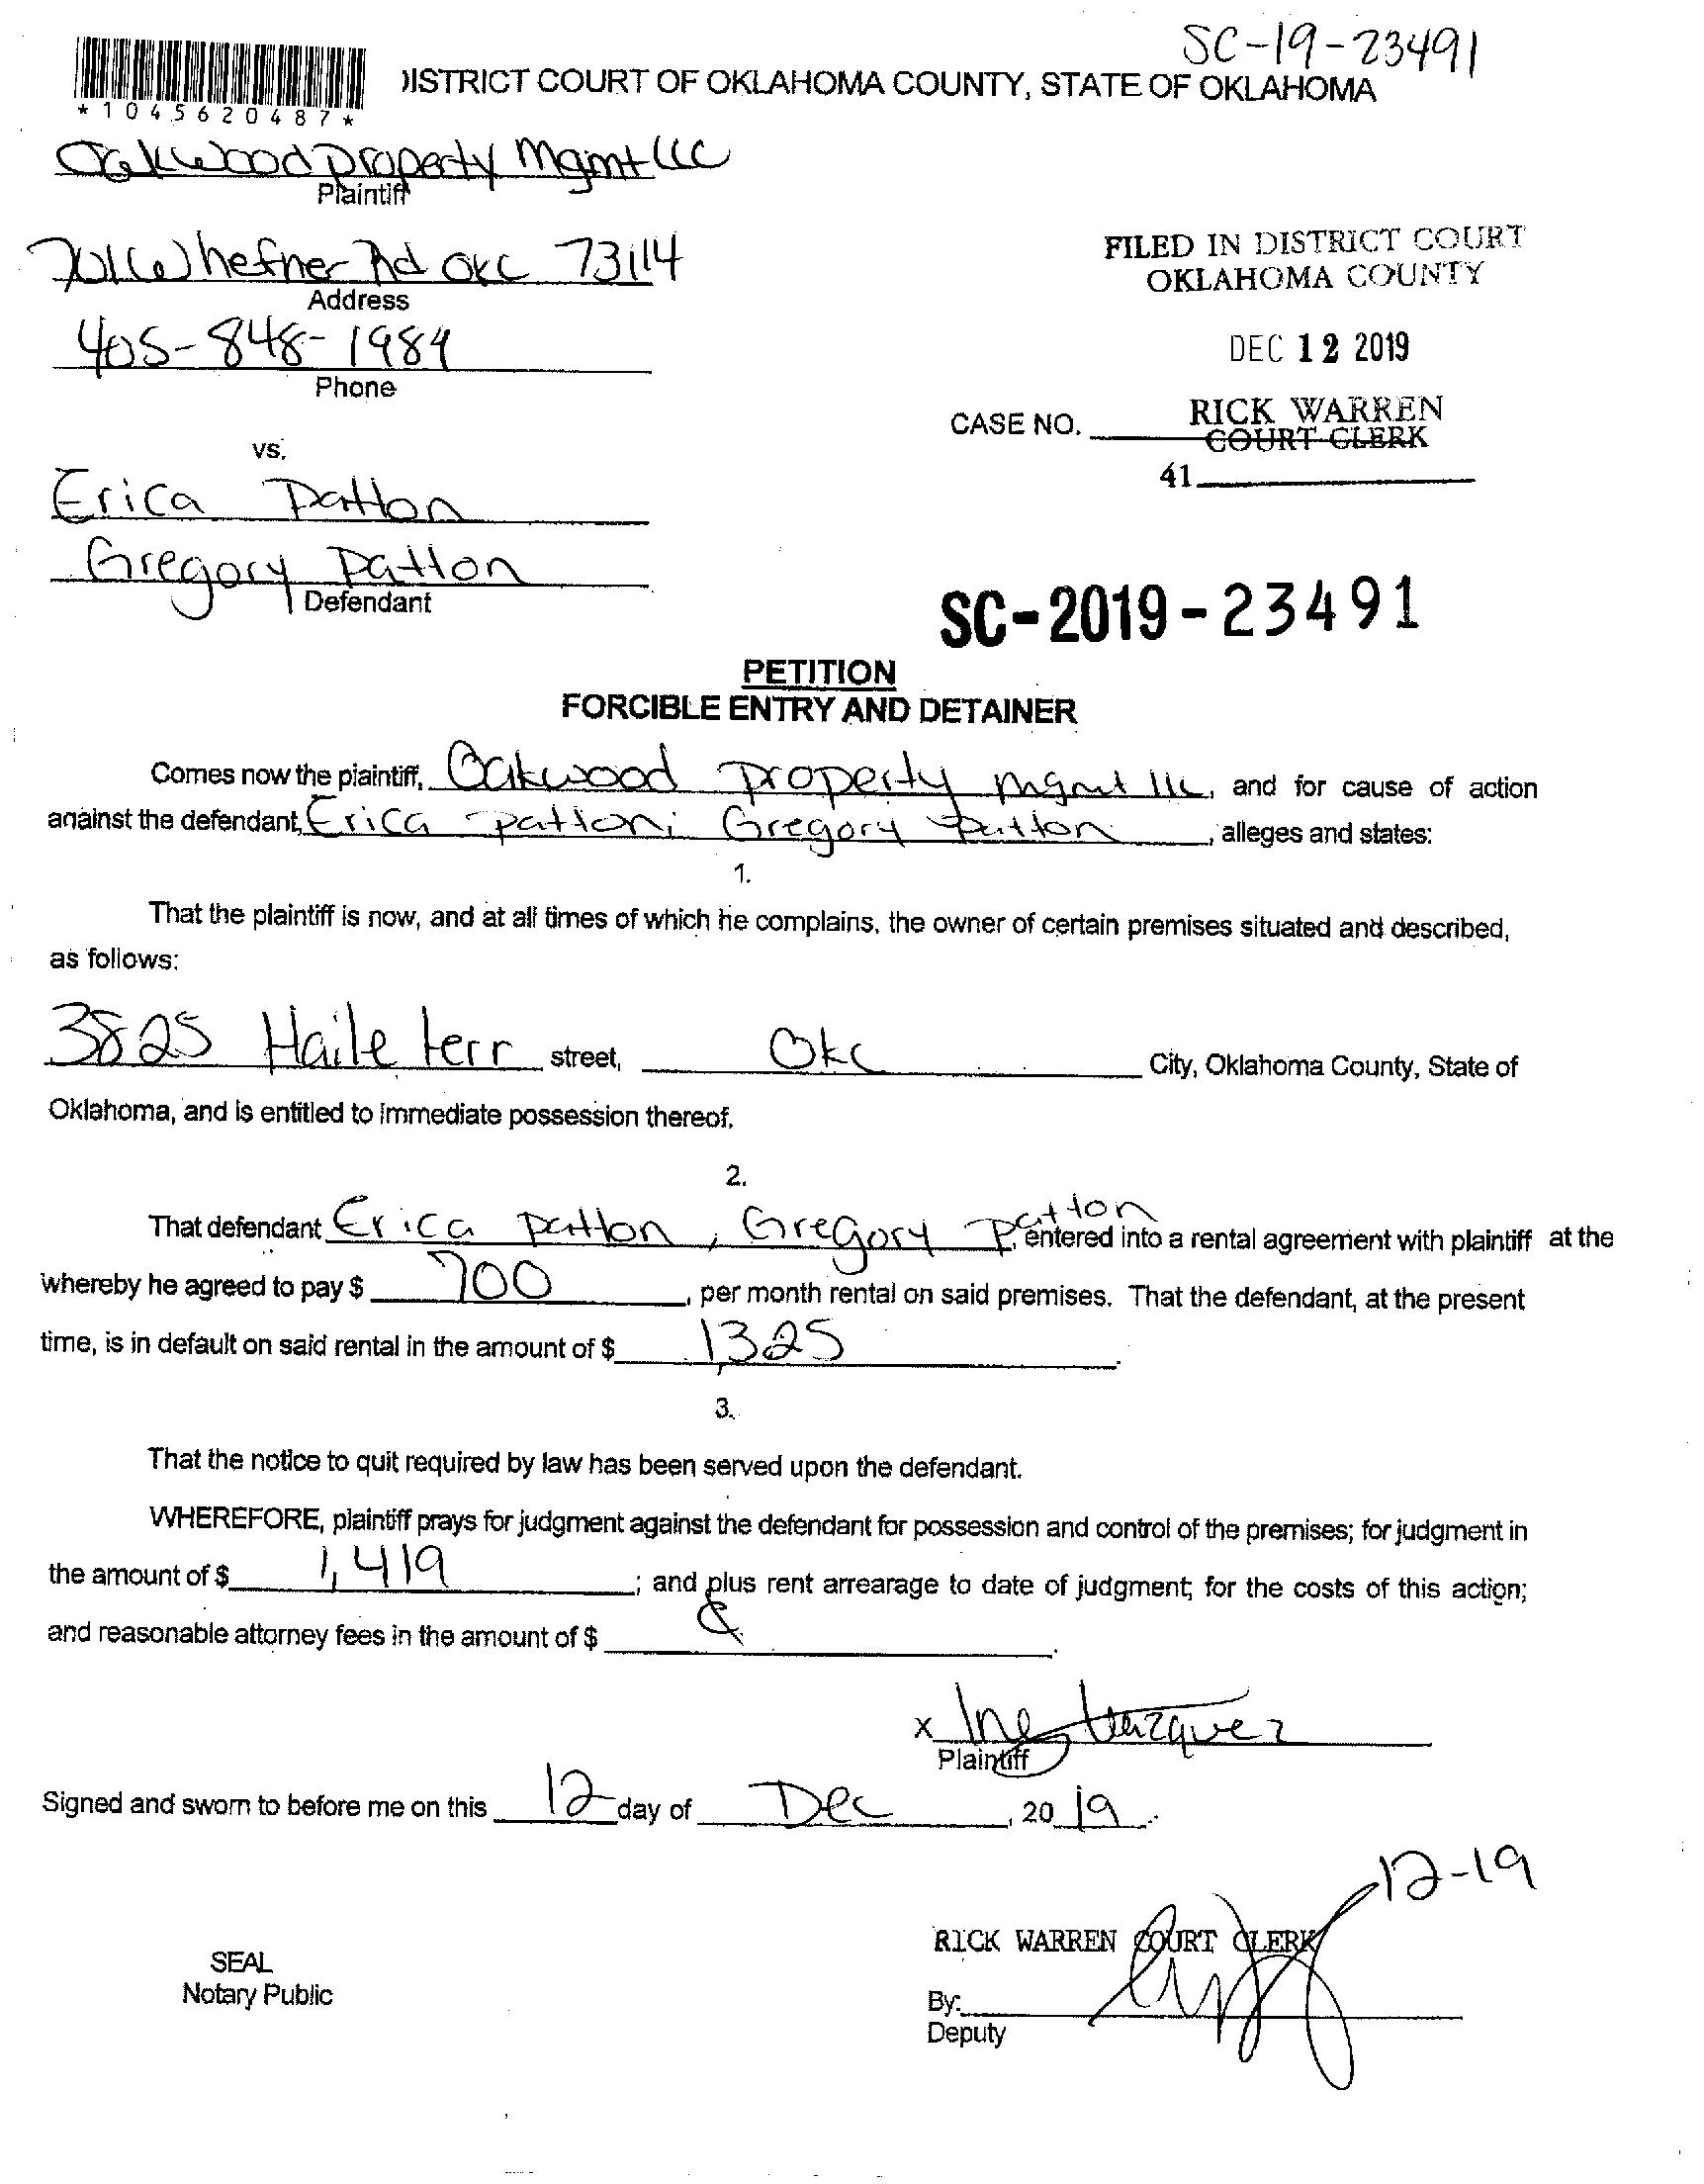 SC-19-23491
DISTRICT COURT OF OKLAHOMA COUNTY, STATE OF OKLAHOMA
*1045620487*
Oakwood Property Mgmt LLC
Plaintiff
701 W hefner Rd OKC 73114
Address
405-848-1984
Phone
FILED IN DISTRICT COURT
OKLAHOMA COUNTY
DEC 12 2019
RICK WARREN
COURT CLERK
CASE NO.
41
vs.
Erica Patton
Gregory Patton
Defendant
SC-2019-23491
PETITION
FORCIBLE ENTRY AND DETAINER
Comes now the plaintiff, Oakwood Property mgmt llc, and for cause of action
against the defendant, Erica patton; Gregory Patton, alleges and states:
1.
That the plaintiff is now, and at all times of which he complains, the owner of certain premises situated and described,
as follows:
3825 Haile terr street, Okc City, Oklahoma County, State of
Oklahoma, and is entitled to immediate possession thereof.
2.
That defendant Erica Patton, Gregory Patton, entered into a rental agreement with plaintiff at the
whereby he agreed to pay $ 700, per month rental on said premises. That the defendant, at the present
time, is in default on said rental in the amount of $ 1325.
3.
That the notice to quit required by law has been served upon the defendant.
WHEREFORE, plaintiff prays for judgment against the defendant for possession and control of the premises; for judgment in
the amount of $ 1,419; and plus rent arrearage to date of judgment; for the costs of this action;
and reasonable attorney fees in the amount of $
x Ines Vazquez
Plaintiff
Signed and sworn to before me on this 12 day of Dec, 20 19.
12-19
RICK WARREN COURT CLERK
SEAL
Notary Public
By:
Deputy